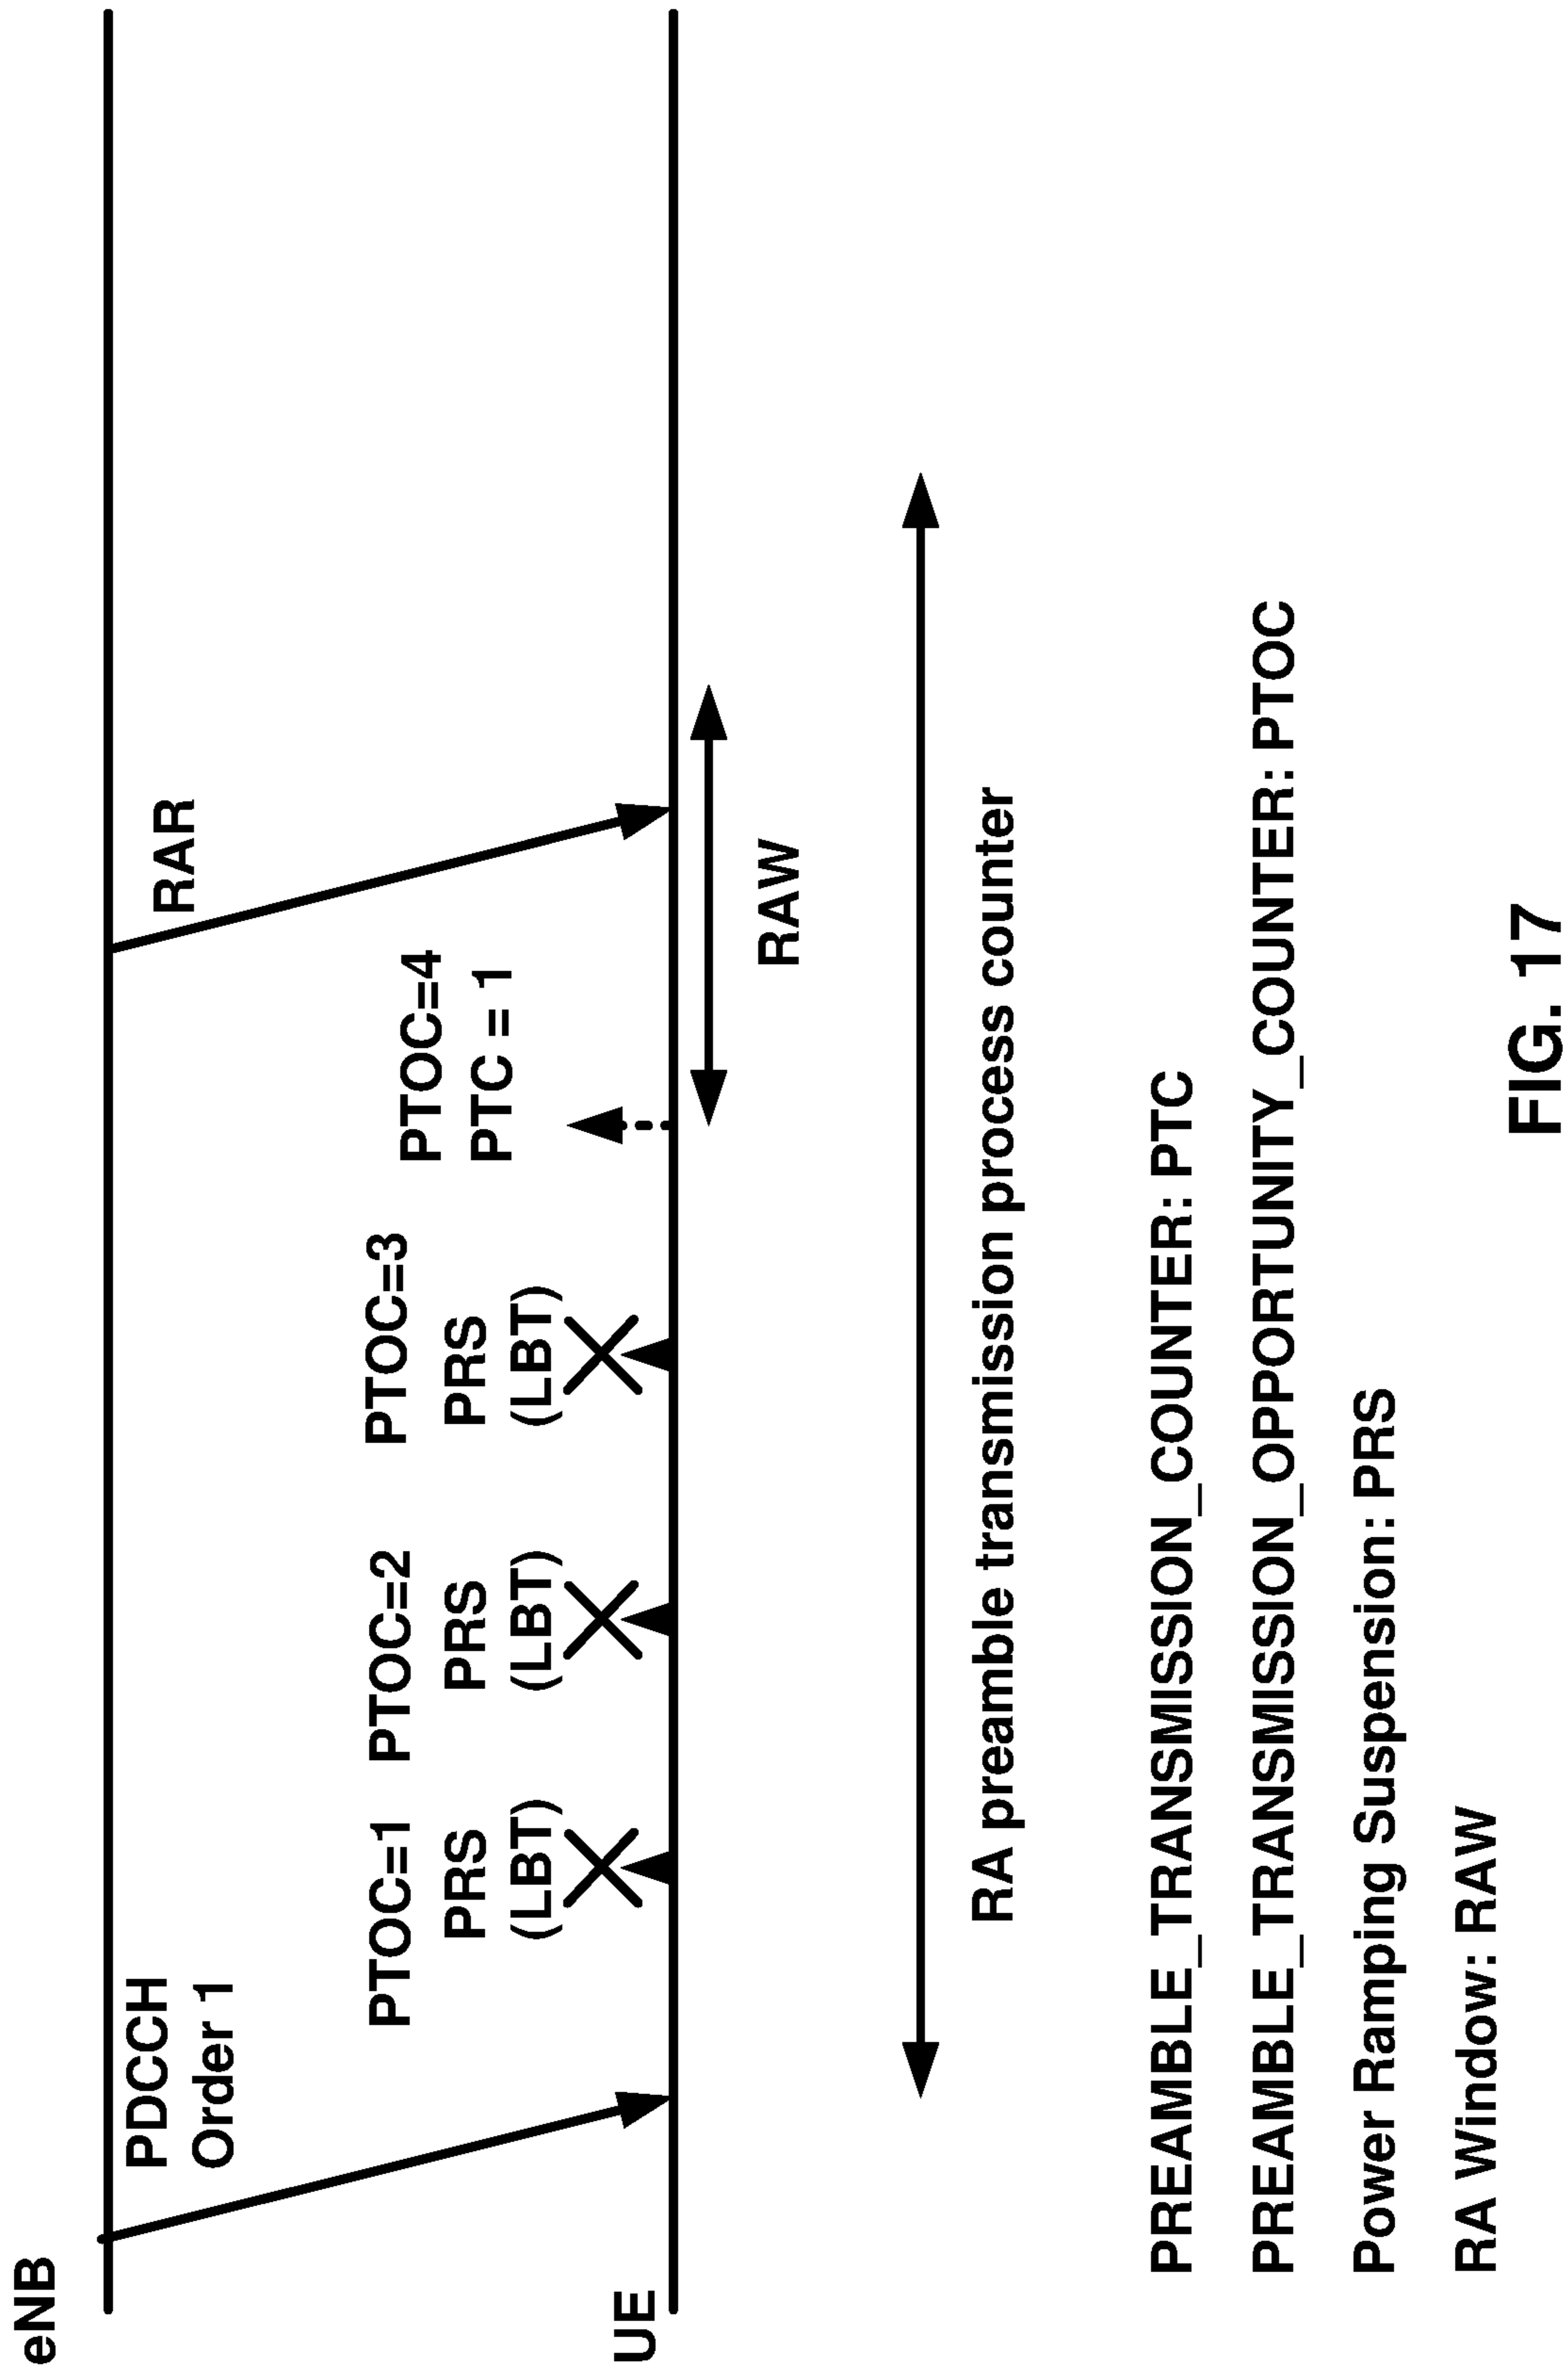 eNB
PDCCH
Order 1
RAR
PTOC=1
PRS
(LBT)
PTOC=2
PRS
(LBT)
PTOC=3
PRS
(LBT)
PTOC=4
PTC = 1
UE
RAW
RA preamble transmission process counter
PREAMBLE_TRANSMISSION_COUNTER: PTC
PREAMBLE_TRANSMISSION_OPPORTUNITY_COUNTER: PTOC
Power Ramping Suspension: PRS
RA Window: RAW
FIG. 17